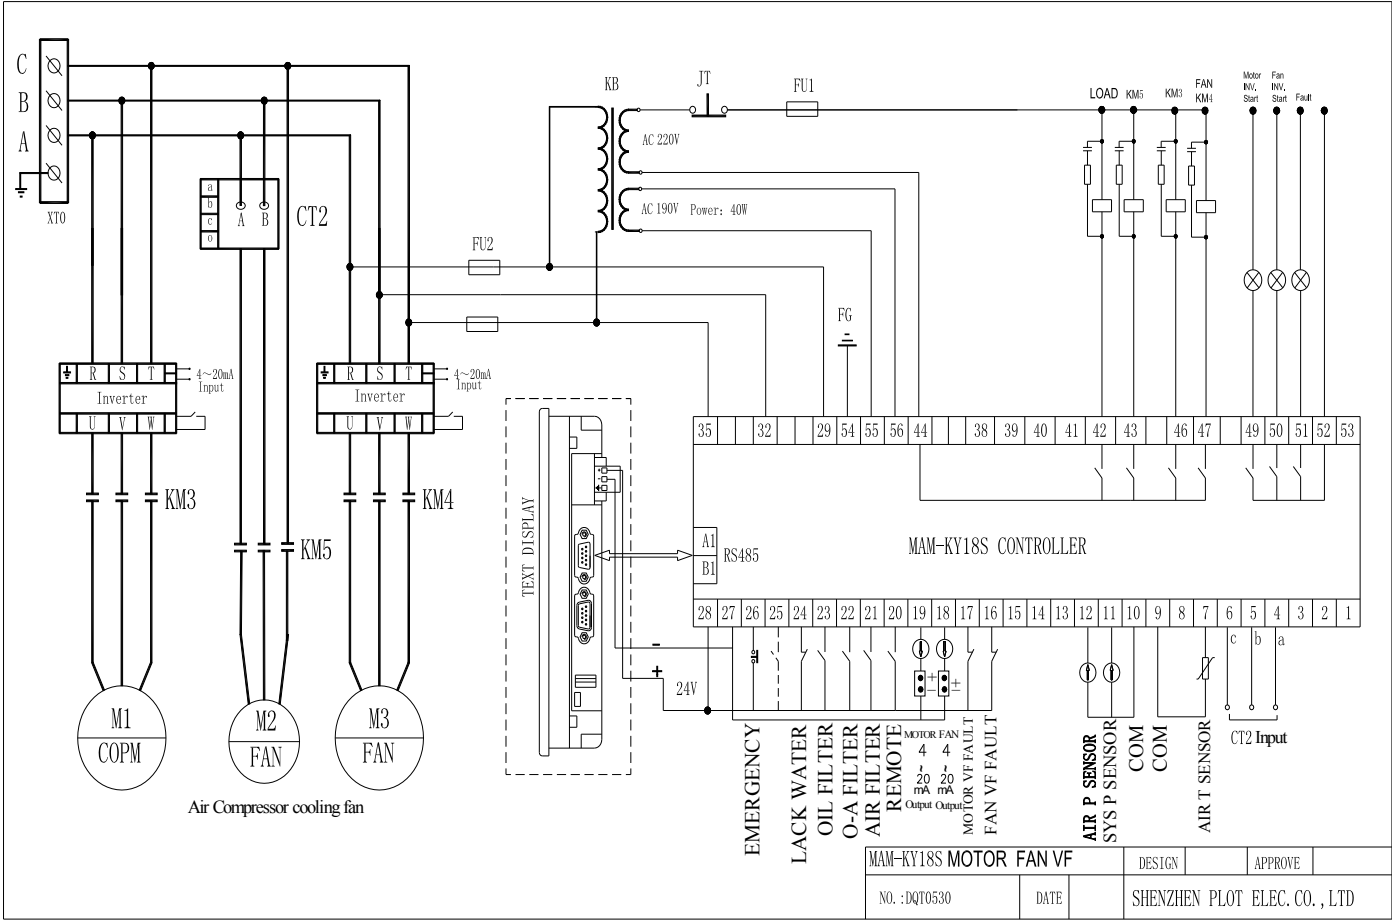 C
B
A
XT0
a
b
c
o
A B
CT2
KB
AC 220V
AC 190V Power: 40W
JT
FU1
LOAD
KM5
KM3
FAN
KM4
Motor
INV.
Start
Fan
INV.
Start
Fault
FU2
FG
R S T
Inverter
U V W
4～20mA
Input
R S T
Inverter
U V W
4～20mA
Input
KM3
KM5
KM4
M1
COPM
M2
FAN
M3
FAN
Air Compressor cooling fan
TEXT DISPLAY
35 32 29 54 55 56 44 38 39 40 41 42 43 46 47 49 50 51 52 53
A1
B1
RS485
MAM-KY18S CONTROLLER
28 27 26 25 24 23 22 21 20 19 18 17 16 15 14 13 12 11 10 9 8 7 6 5 4 3 2 1
-
+
24V
+
−
±
c b a
EMERGENCY
LACK WATER
OIL FILTER
O-A FILTER
AIR FILTER
REMOTE
MOTOR
4
~
20
mA
Output
FAN
4
~
20
mA
Output
MOTOR VF FAULT
FAN VF FAULT
AIR P SENSOR
SYS P SENSOR
COM
COM
AIR T SENSOR
CT2 Input
MAM-KY18S MOTOR FAN VF
DESIGN
APPROVE
NO.:DQT0530
DATE
SHENZHEN PLOT ELEC.CO.,LTD